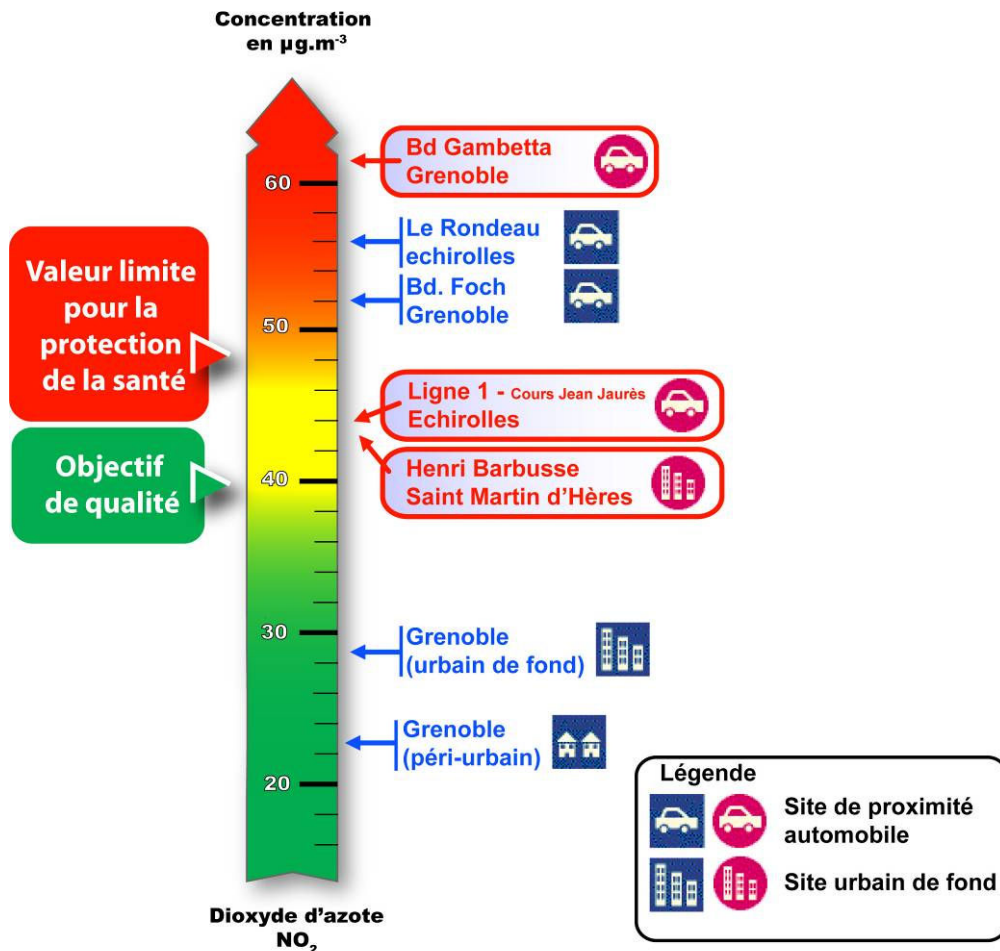 Concentration
en µg.m-3
Bd Gambetta
Grenoble
60
Le Rondeau
echirolles
Bd. Foch
Grenoble
Valeur limite
pour la
protection
de la santé
50
Ligne 1 - Cours Jean Jaurès
Echirolles
Objectif
de qualité
40
Henri Barbusse
Saint Martin d'Hères
30
Grenoble
(urbain de fond)
Grenoble
(péri-urbain)
20
Légende
Site de proximité
automobile
Site urbain de fond
Dioxyde d'azote
NO2